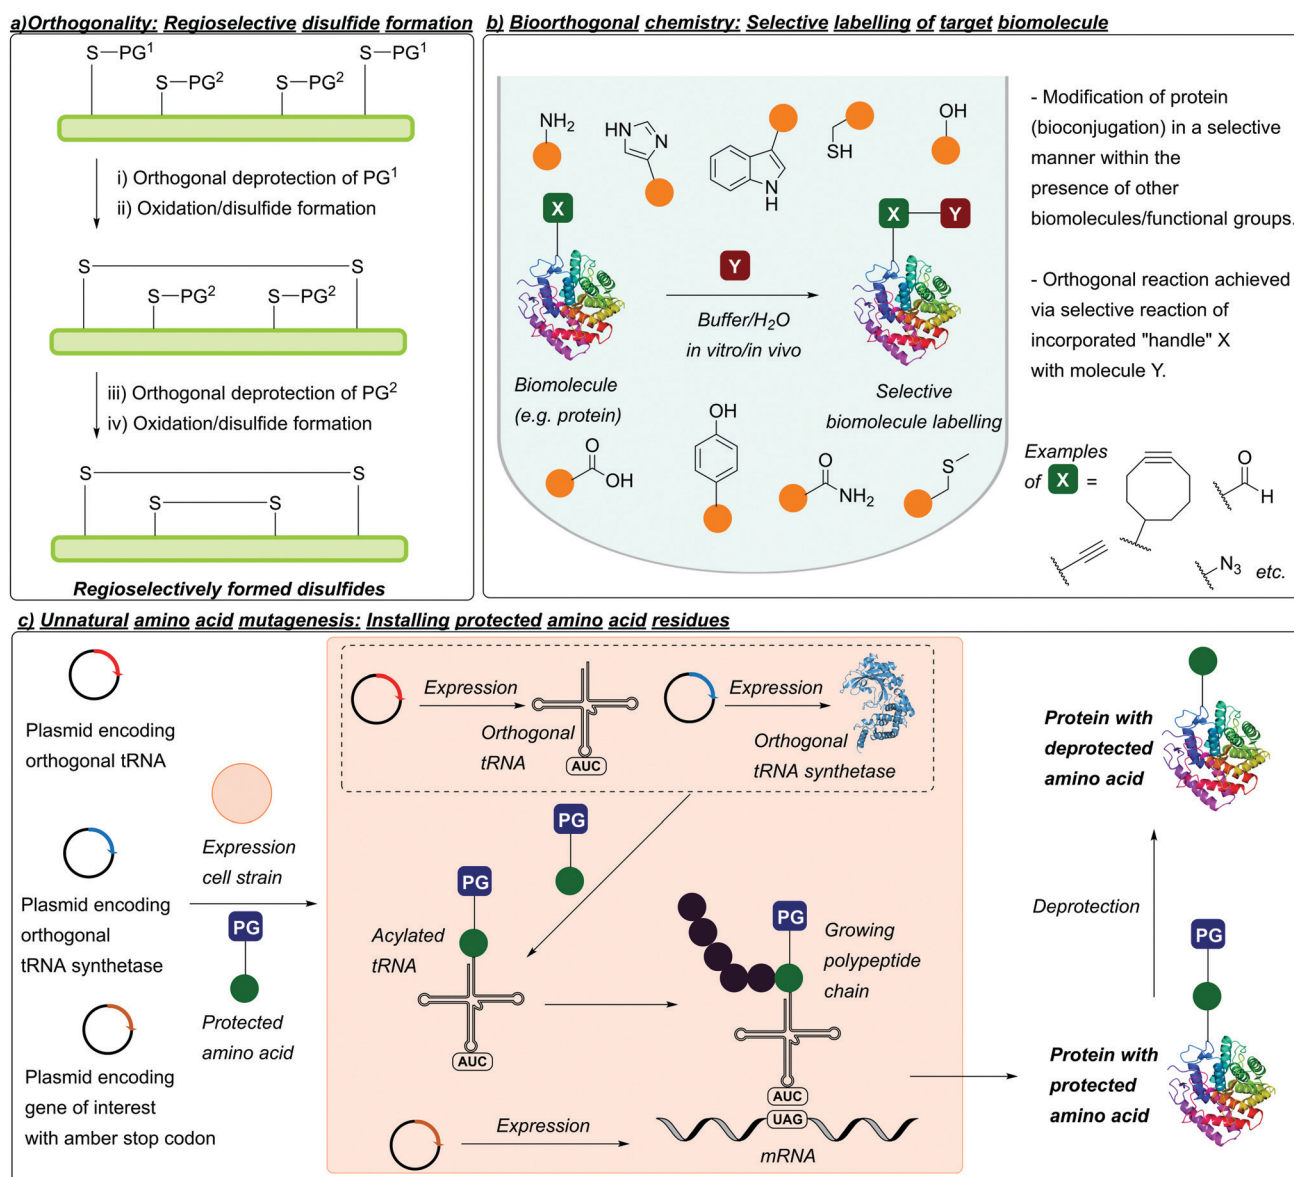 a)Orthogonality: Regioselective disulfide formation
S—PG¹
S—PG¹
S—PG²
S—PG²
i) Orthogonal deprotection of PG¹
ii) Oxidation/disulfide formation
S
S
S—PG²
S—PG²
iii) Orthogonal deprotection of PG²
iv) Oxidation/disulfide formation
S
S
S
S
Regioselectively formed disulfides
b) Bioorthogonal chemistry: Selective labelling of target biomolecule
NH₂
HN
N
N
H
SH
OH
X
Y
X
Y
Buffer/H₂O
in vitro/in vivo
Biomolecule
(e.g. protein)
Selective
biomolecule labelling
O
OH
OH
O
NH₂
S
- Modification of protein
(bioconjugation) in a selective
manner within the
presence of other
biomolecules/functional groups.
- Orthogonal reaction achieved
via selective reaction of
incorporated "handle" X
with molecule Y.
Examples
of X =
O
H
N₃
etc.
c) Unnatural amino acid mutagenesis: Installing protected amino acid residues
Plasmid encoding
orthogonal tRNA
Plasmid encoding
orthogonal
tRNA synthetase
Plasmid encoding
gene of interest
with amber stop codon
Expression
cell strain
PG
Protected
amino acid
Expression
Orthogonal
tRNA
AUC
Expression
Orthogonal
tRNA synthetase
PG
PG
Acylated
tRNA
AUC
PG
Growing
polypeptide
chain
AUC
UAG
Expression
mRNA
Protein with
deprotected
amino acid
Deprotection
PG
Protein with
protected
amino acid